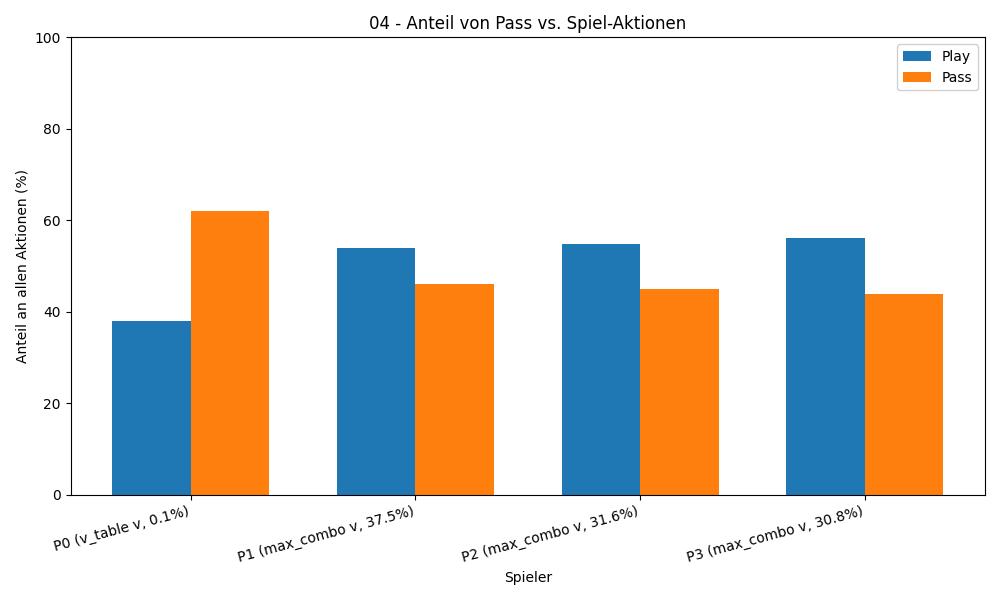 04 - Anteil von Pass vs. Spiel-Aktionen
100
80
60
40
20
0
Anteil an allen Aktionen (%)
Play
Pass
P0 (v_table v, 0.1%)
P1 (max_combo v, 37.5%)
P2 (max_combo v, 31.6%)
P3 (max_combo v, 30.8%)
Spieler